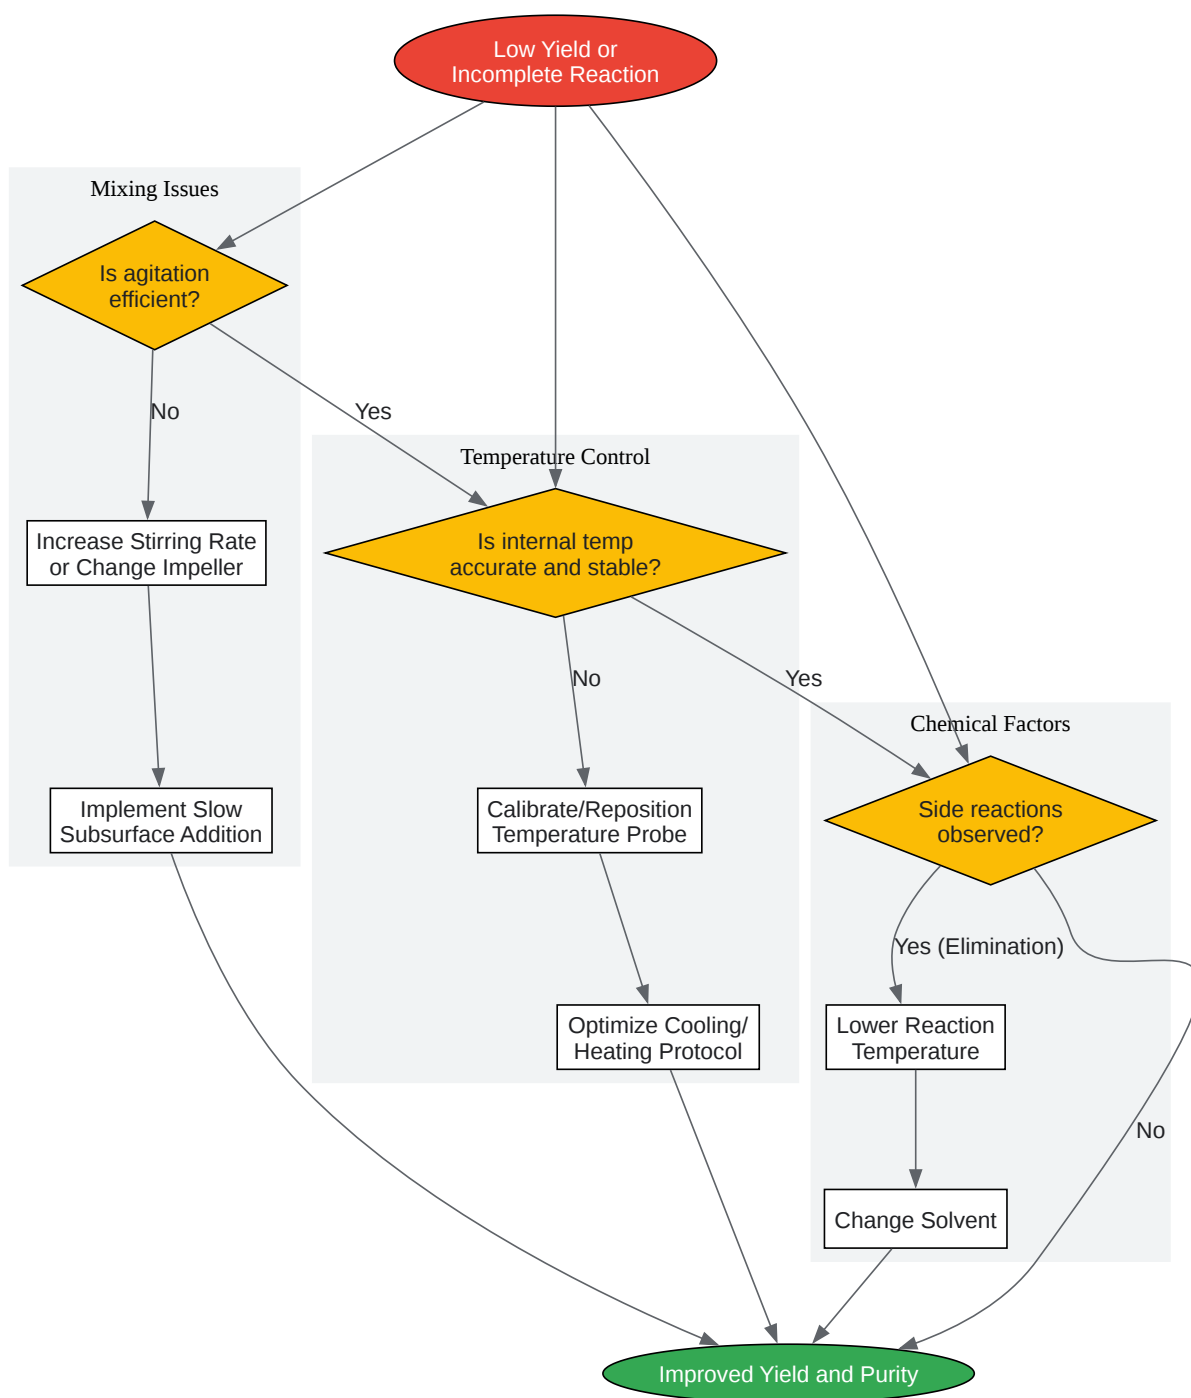 Low Yield or
Incomplete Reaction
Mixing Issues
Is agitation
efficient?
No
Yes
Increase Stirring Rate
or Change Impeller
Implement Slow
Subsurface Addition
Temperature Control
Is internal temp
accurate and stable?
No
Yes
Calibrate/Reposition
Temperature Probe
Optimize Cooling/
Heating Protocol
Chemical Factors
Side reactions
observed?
Yes (Elimination)
No
Lower Reaction
Temperature
Change Solvent
Improved Yield and Purity